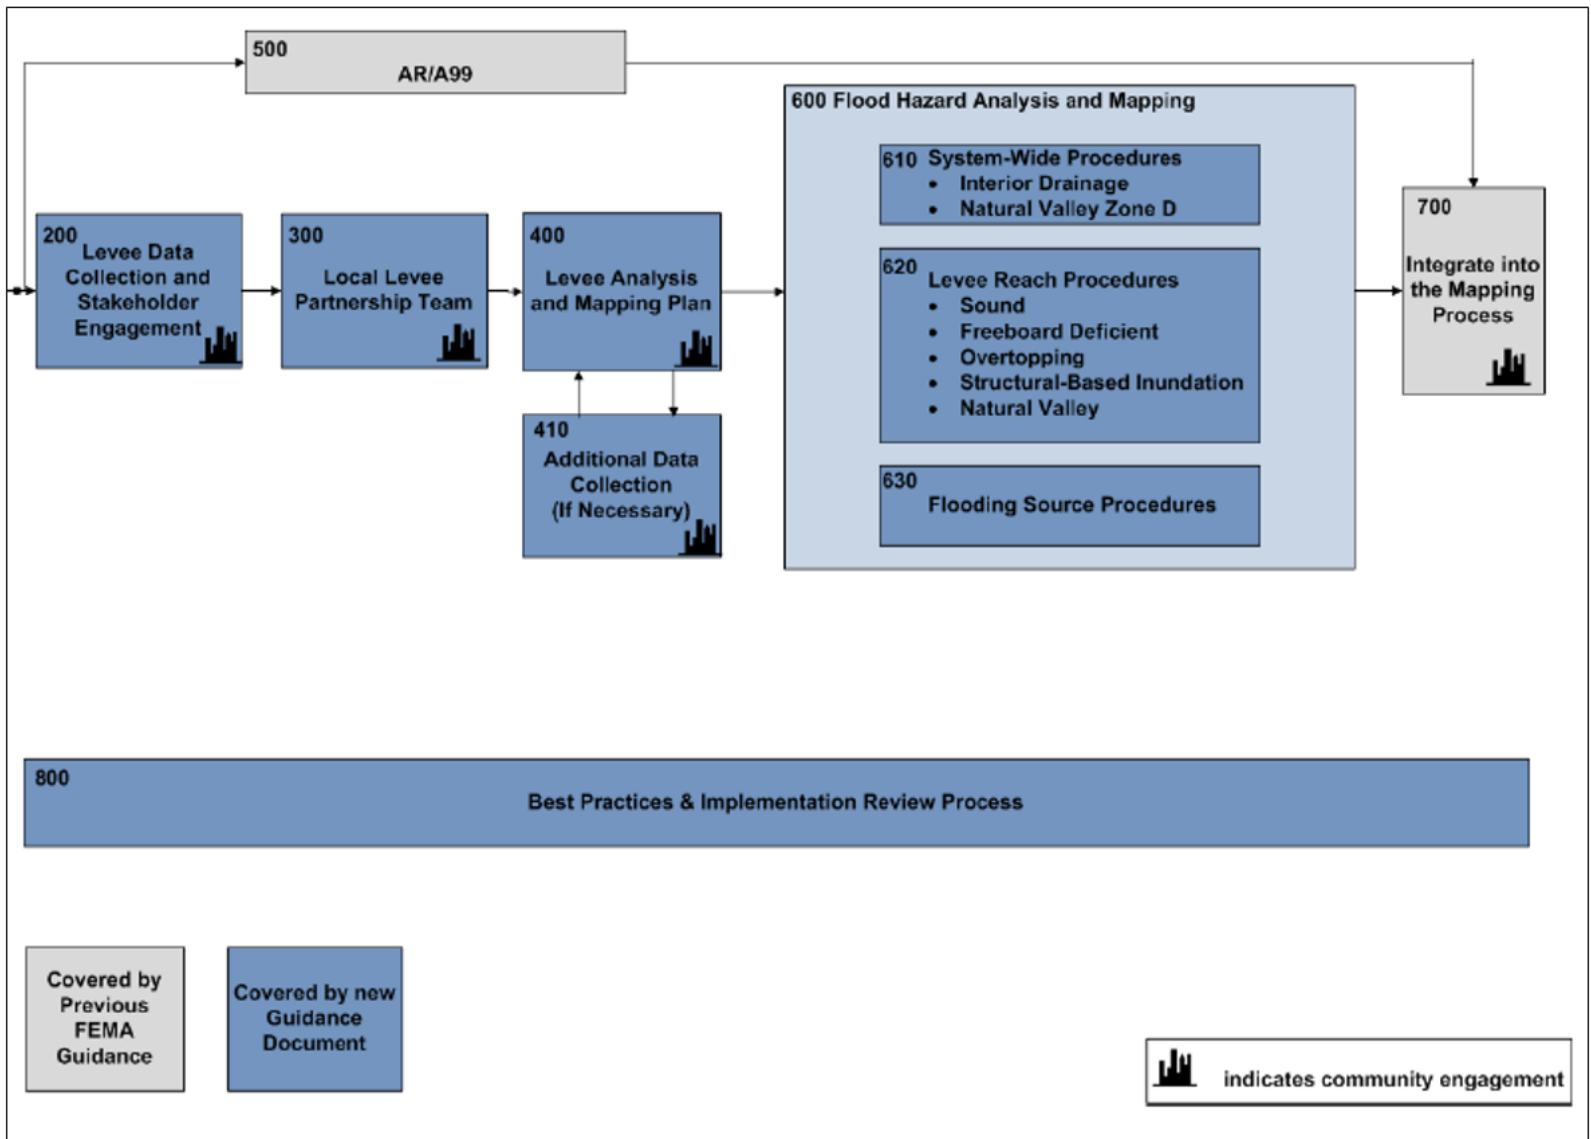 500
AR/A99
600 Flood Hazard Analysis and Mapping
610 System-Wide Procedures
• Interior Drainage
• Natural Valley Zone D
200
Levee Data
Collection and
Stakeholder
Engagement
300
Local Levee
Partnership Team
400
Levee Analysis
and Mapping Plan
410
Additional Data
Collection
(If Necessary)
620
Levee Reach Procedures
• Sound
• Freeboard Deficient
• Overtopping
• Structural-Based Inundation
• Natural Valley
630
Flooding Source Procedures
700
Integrate into
the Mapping
Process
800
Best Practices & Implementation Review Process
Covered by
Previous
FEMA
Guidance
Covered by new
Guidance
Document
indicates community engagement